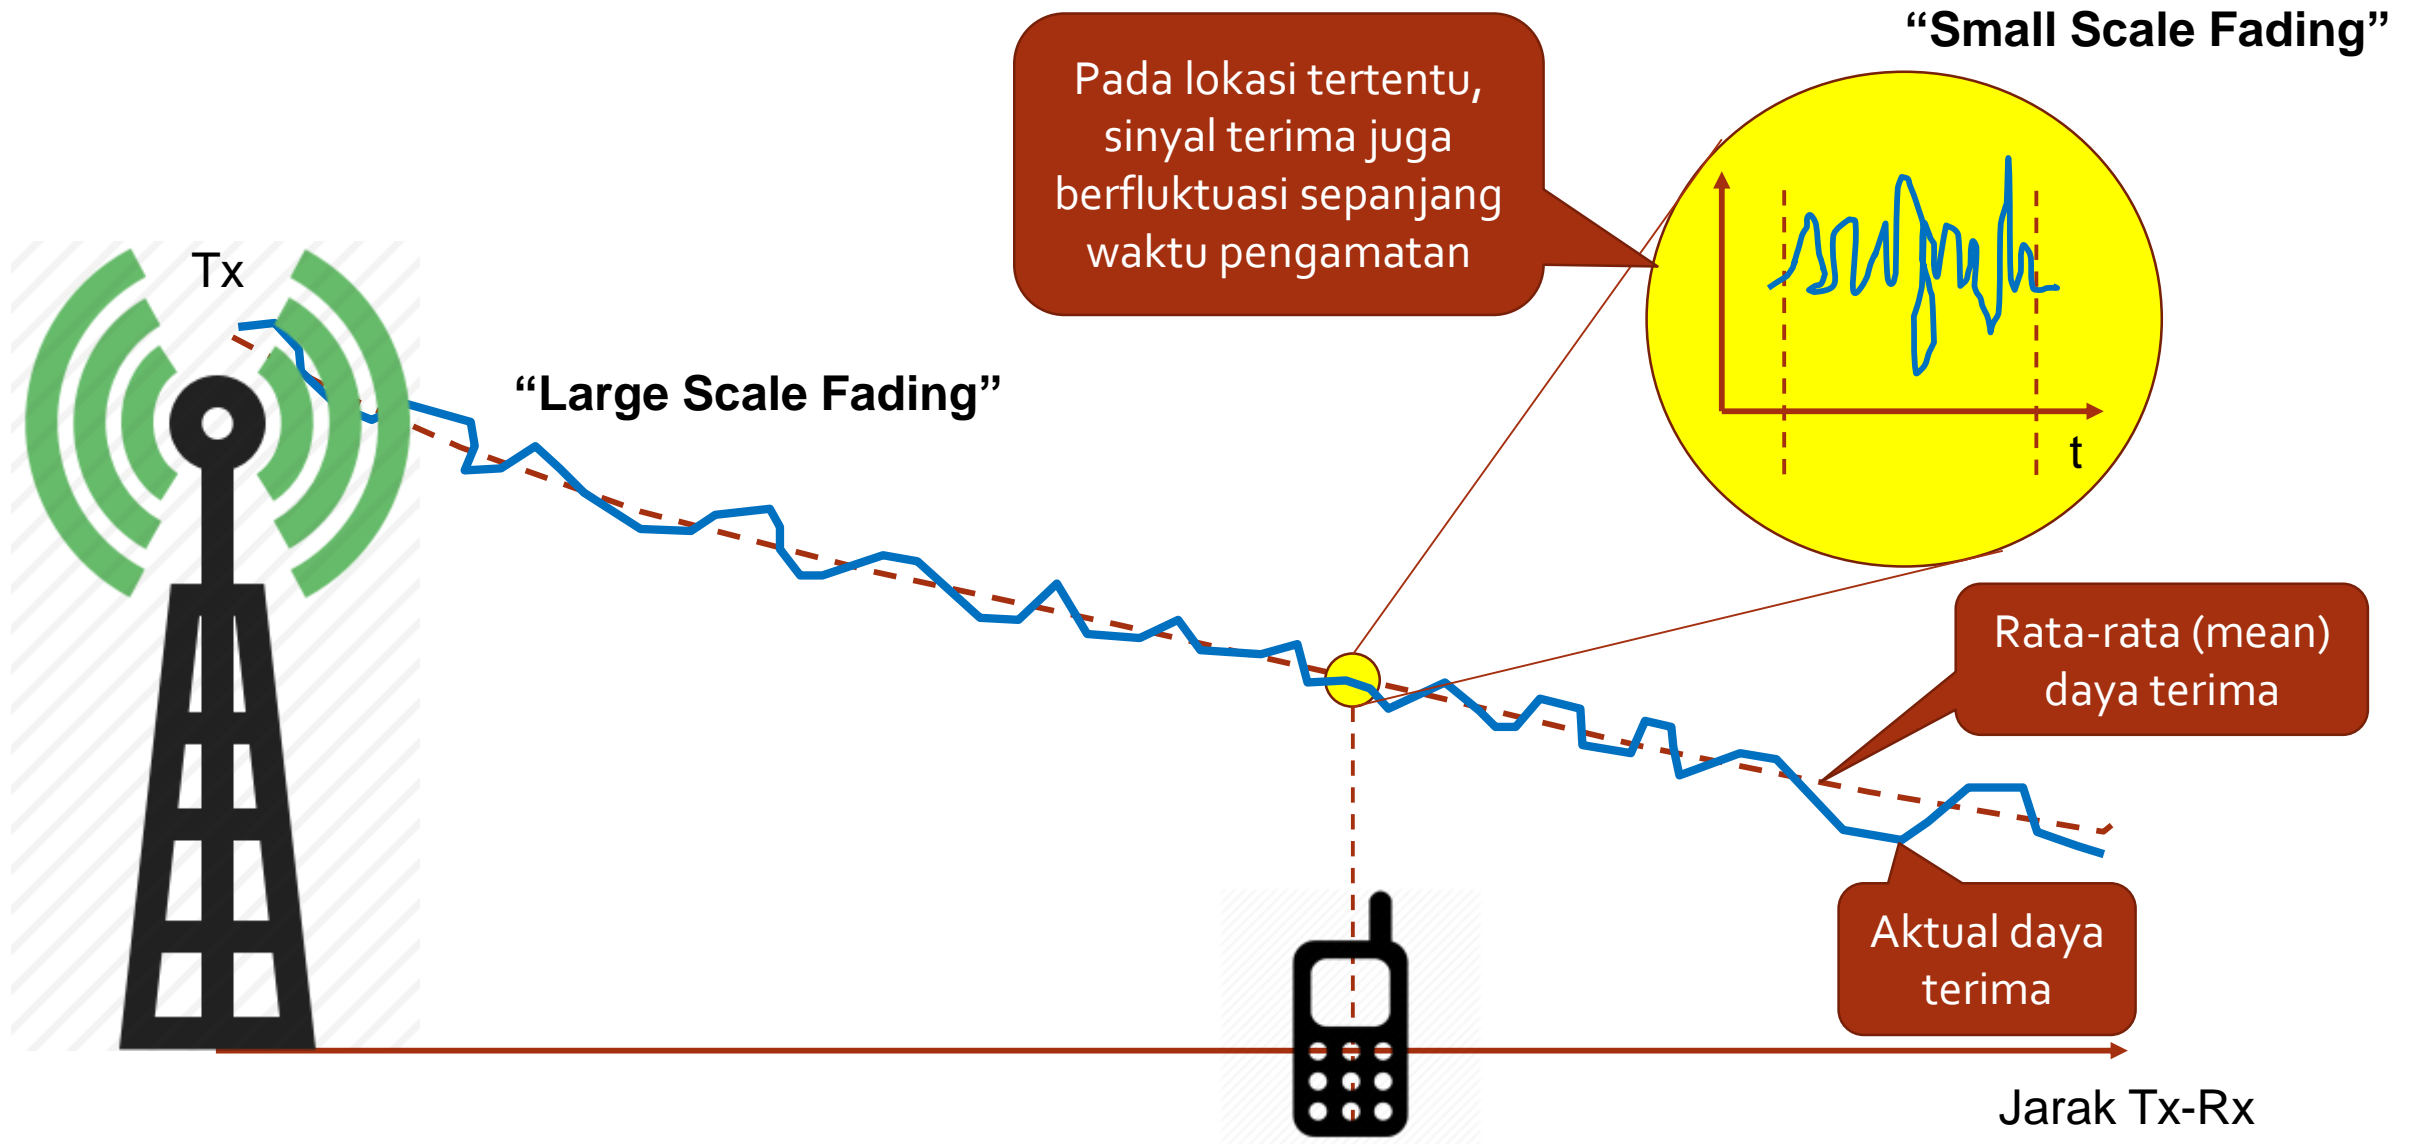 “Small Scale Fading”
Pada lokasi tertentu,
sinyal terima juga
berfluktuasi sepanjang
waktu pengamatan
Tx
“Large Scale Fading”
t
Rata-rata (mean)
daya terima
Aktual daya
terima
Jarak Tx-Rx